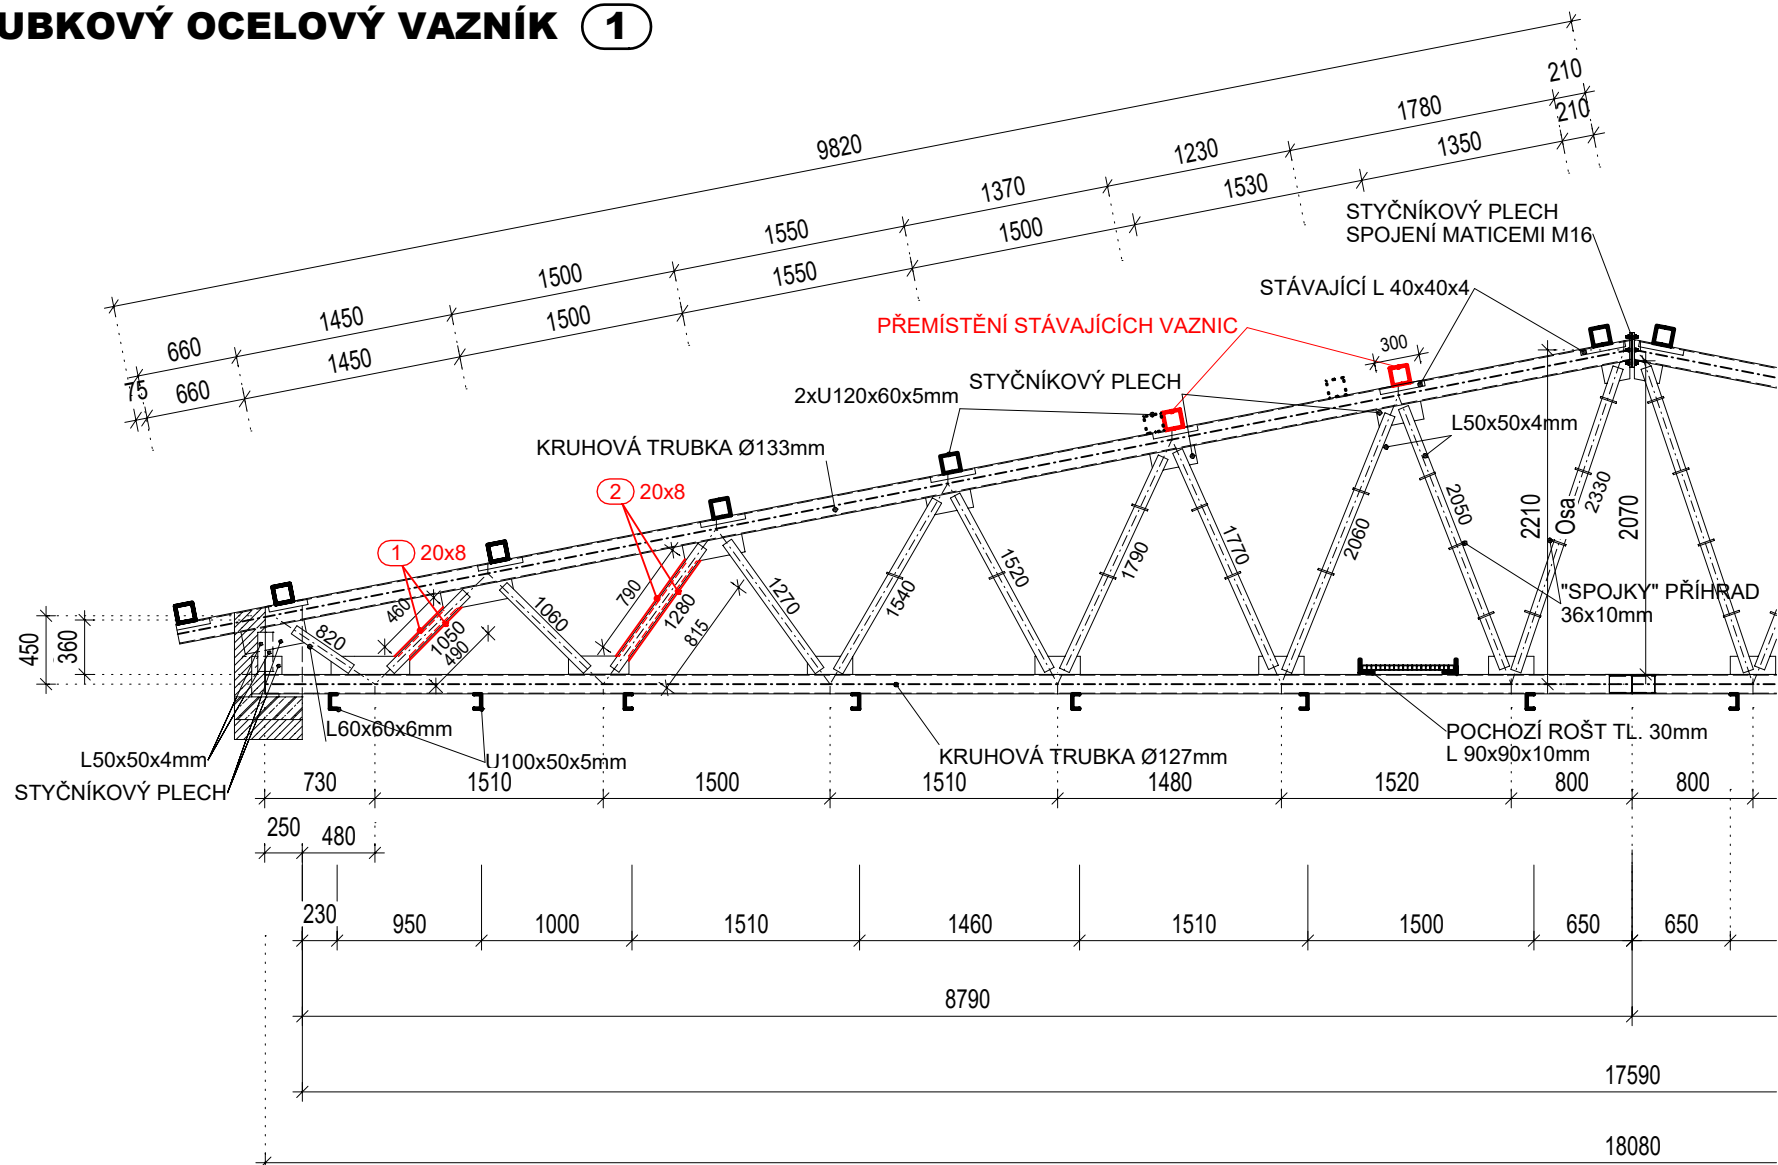 UBKOVÝ OCELOVÝ VAZNÍK 1
9820
210
1780
210
1230
1350
1370
1530
1550
1500
1500
1550
1450
1500
660
1450
75
660
STYČNÍKOVÝ PLECH
SPOJENÍ MATICEMI M16
STÁVAJÍCÍ L 40x40x4
PŘEMÍSTĚNÍ STÁVAJÍCÍCH VAZNIC
300
STYČNÍKOVÝ PLECH
2xU120x60x5mm
L50x50x4mm
KRUHOVÁ TRUBKA Ø133mm
2 20x8
1 20x8
450
360
820
460
1050
490
1060
790
1280
815
1270
1540
1520
1790
1770
2060
2050
2210
Osa
2330
2070
"SPOJKY" PŘÍHRAD
36x10mm
L60x60x6mm
L50x50x4mm
U100x50x5mm
STYČNÍKOVÝ PLECH
KRUHOVÁ TRUBKA Ø127mm
POCHOZÍ ROŠT TL. 30mm
L 90x90x10mm
730
1510
1500
1510
1480
1520
800
800
250
480
230
950
1000
1510
1460
1510
1500
650
650
8790
17590
18080